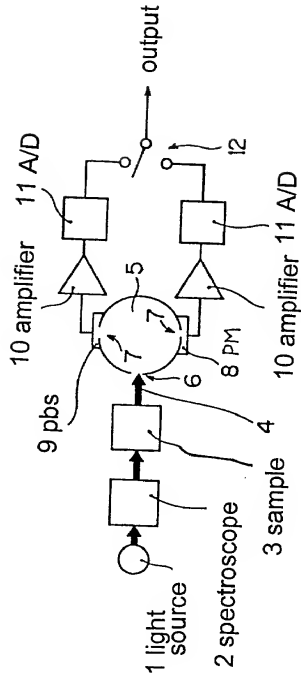 1 light
source
2 spectroscope
3 sample
4
6
9 pbs
7
7
5
8 PM
10 amplifier
10 amplifier
11 A/D
11 A/D
12
output